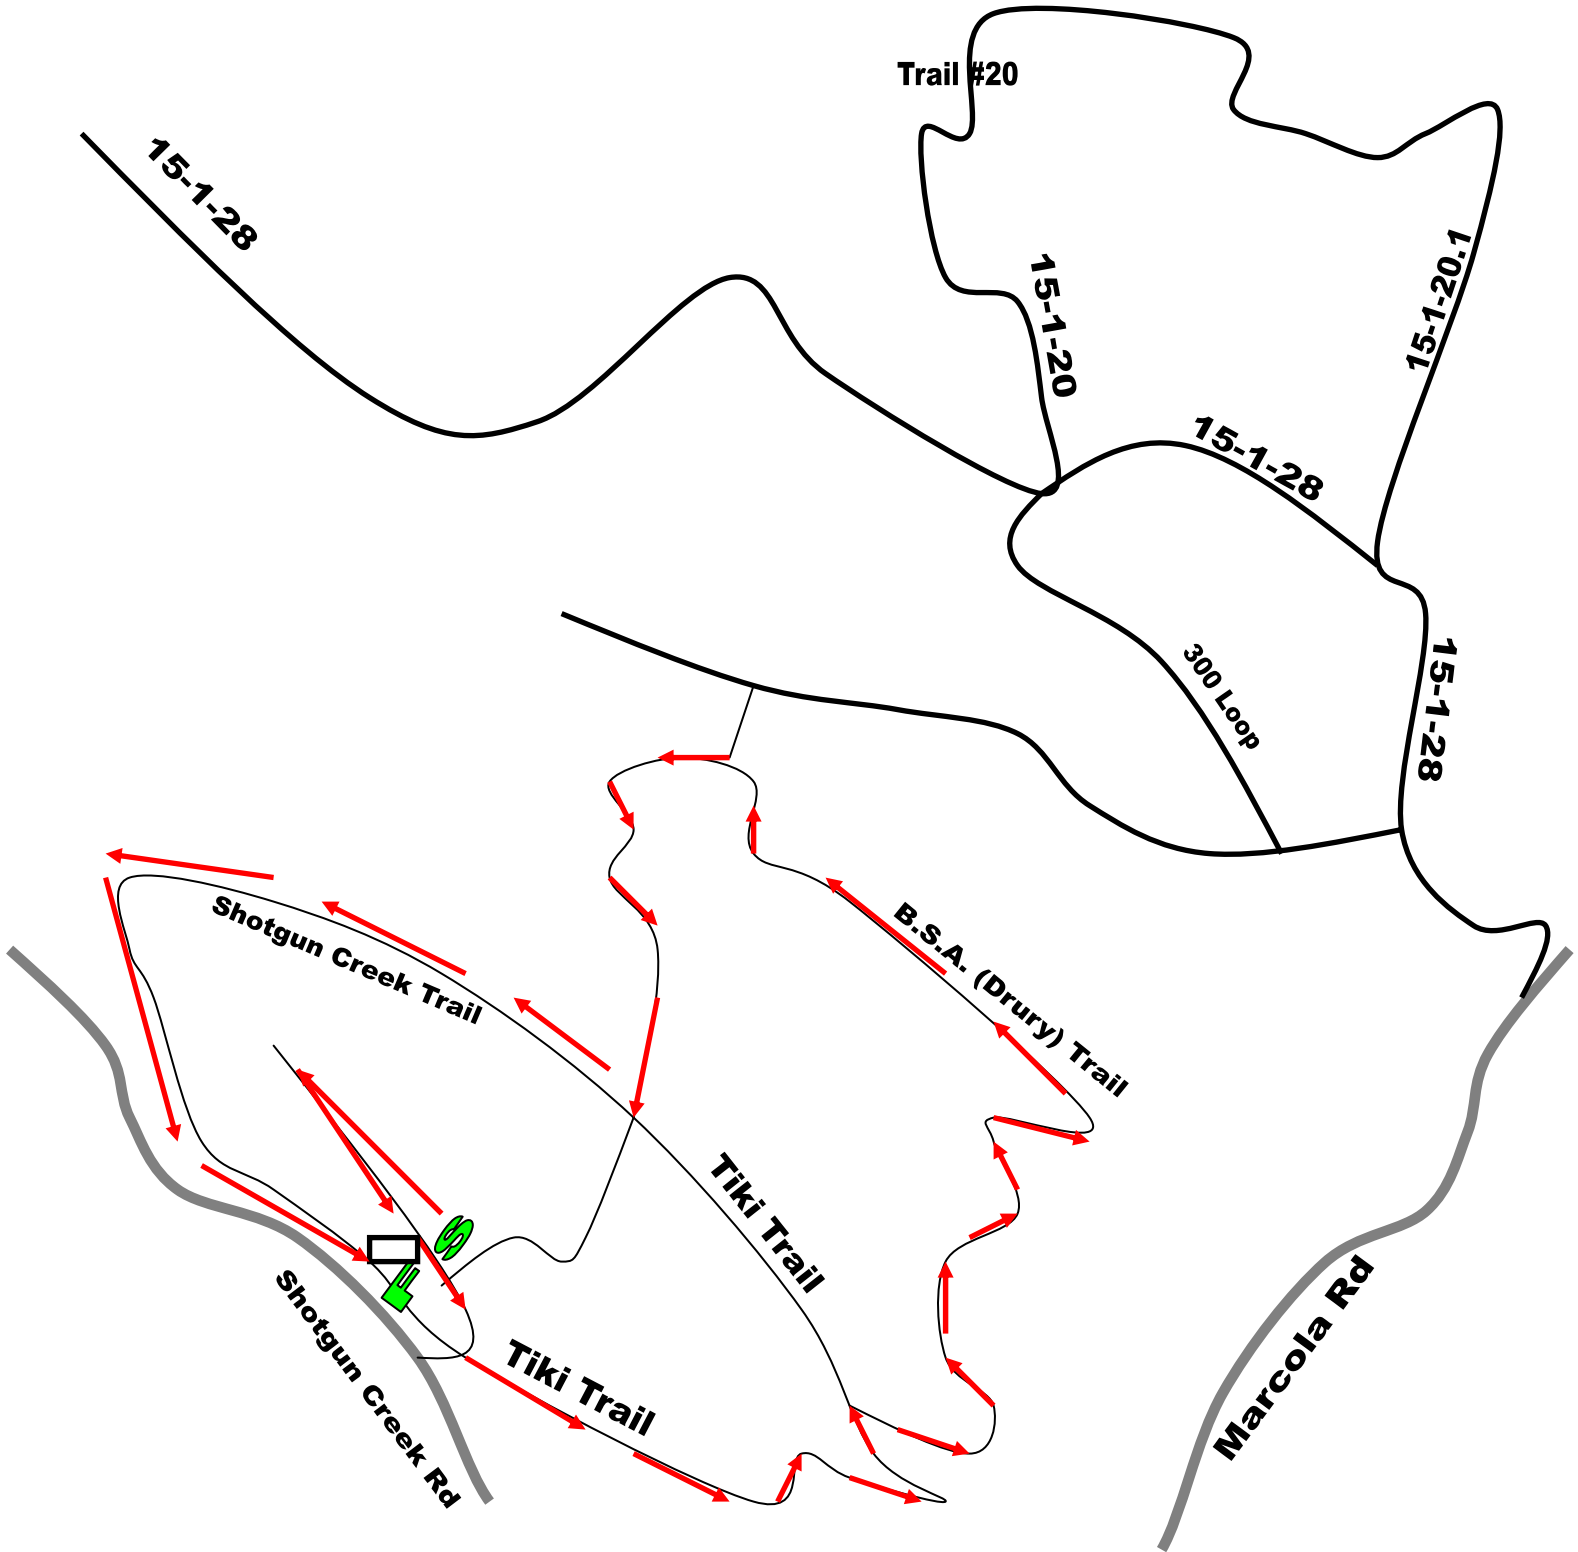 Trail #20
15-1-28
15-1-20
15-1-20.1
15-1-28
15-1-28
300 Loop
B.S.A. (Drury) Trail
Shotgun Creek Trail
Tiki Trail
S
F
Tiki Trail
Shotgun Creek Rd
Marcola Rd